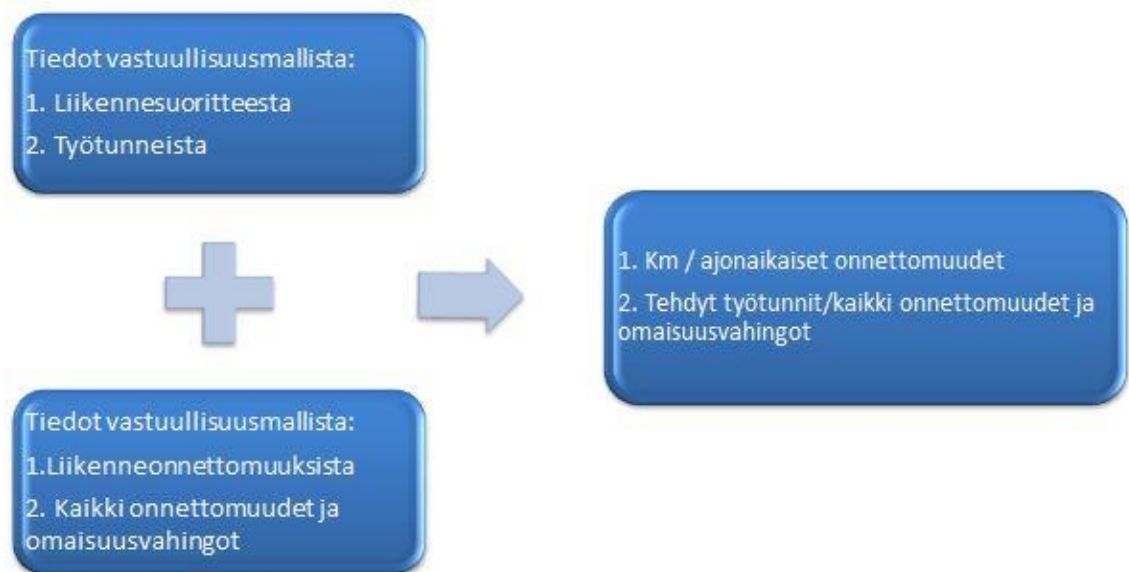 Tiedot vastuullisuusmallista:
1. Liikennesuoritteesta
2. Työtunneista
Tiedot vastuullisuusmallista:
1.Liikenneonnettomuuksista
2. Kaikki onnettomuudet ja
omaisuusvahingot
1. Km / ajonaikaiset onnettomuudet
2. Tehdyt työtunnit/kaikki onnettomuudet ja
omaisuusvahingot